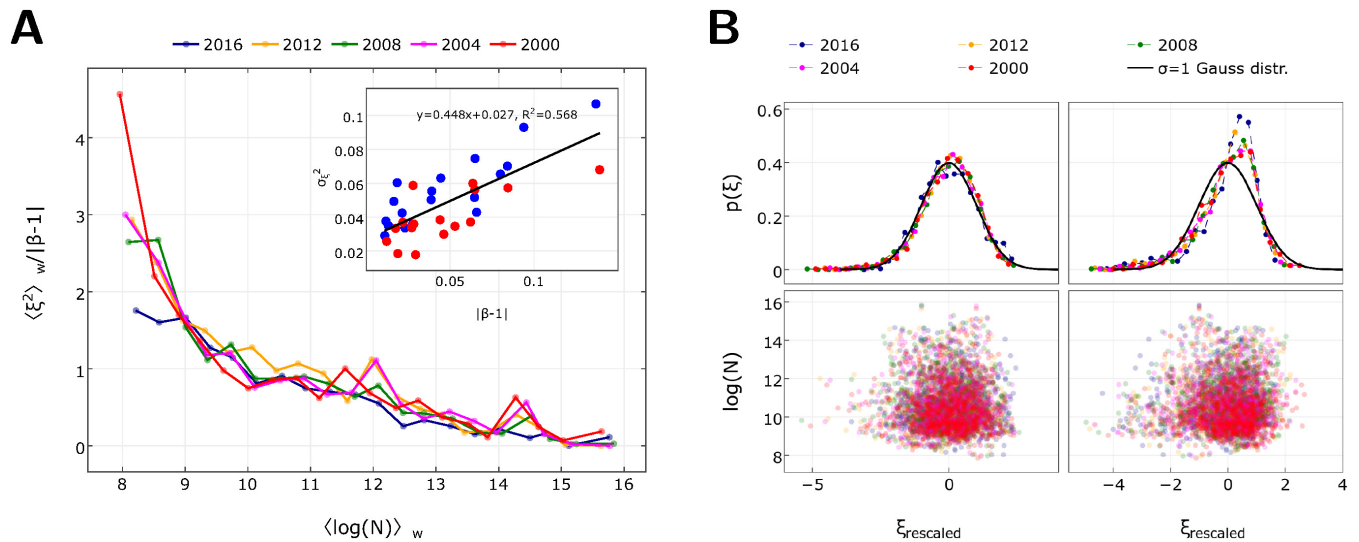 A
2016 2012 2008 2004 2000
4
3
2
1
0
8 9 10 11 12 13 14 15 16
⟨ξ²⟩ w/|β-1|
⟨log(N)⟩ w
y=0.448x+0.027, R²=0.568
0.1
0.08
0.06
0.04
0.02
σξ²
0.05 0.1
|β-1|
B
2016 2012 2008
2004 2000 σ=1 Gauss distr.
0.6
0.4
0.2
0
p(ξ)
16
14
12
10
8
log(N)
−5 0 −4 −2 0 2 4
ξrescaled ξrescaled